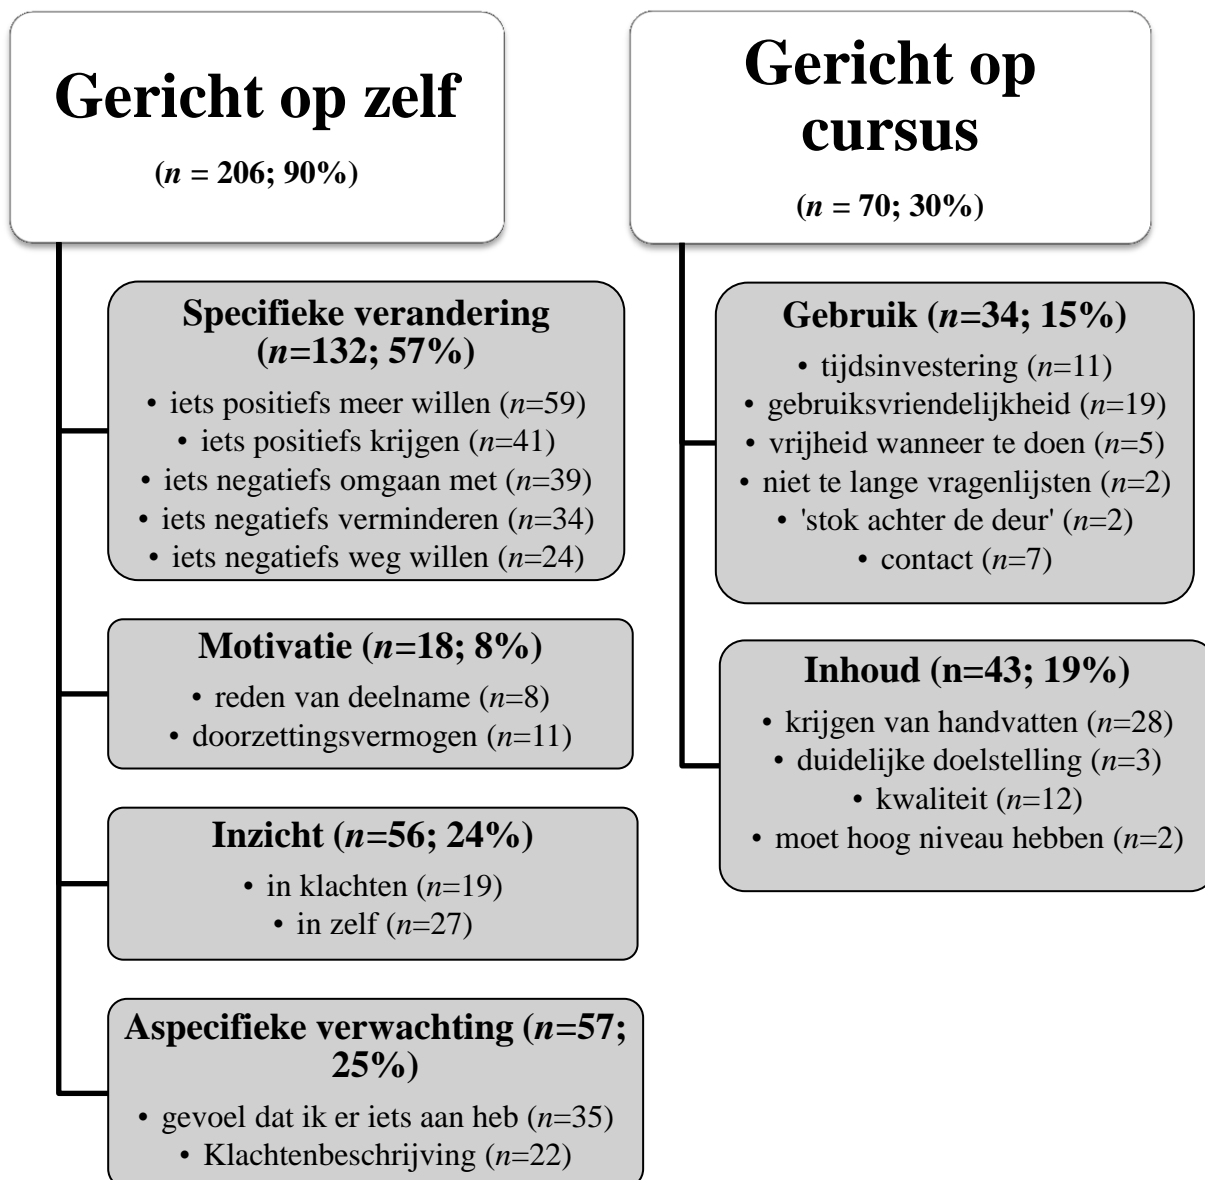 Gericht op zelf
(n = 206; 90%)
Specifieke verandering
(n=132; 57%)
• iets positiefs meer willen (n=59)
• iets positiefs krijgen (n=41)
• iets negatiefs omgaan met (n=39)
• iets negatiefs verminderen (n=34)
• iets negatiefs weg willen (n=24)
Motivatie (n=18; 8%)
• reden van deelname (n=8)
• doorzettingsvermogen (n=11)
Inzicht (n=56; 24%)
• in klachten (n=19)
• in zelf (n=27)
Aspecifieke verwachting (n=57;
25%)
• gevoel dat ik er iets aan heb (n=35)
• Klachtenbeschrijving (n=22)
Gericht op
cursus
(n = 70; 30%)
Gebruik (n=34; 15%)
• tijdsinvestering (n=11)
• gebruiksvriendelijkheid (n=19)
• vrijheid wanneer te doen (n=5)
• niet te lange vragenlijsten (n=2)
• 'stok achter de deur' (n=2)
• contact (n=7)
Inhoud (n=43; 19%)
• krijgen van handvatten (n=28)
• duidelijke doelstelling (n=3)
• kwaliteit (n=12)
• moet hoog niveau hebben (n=2)